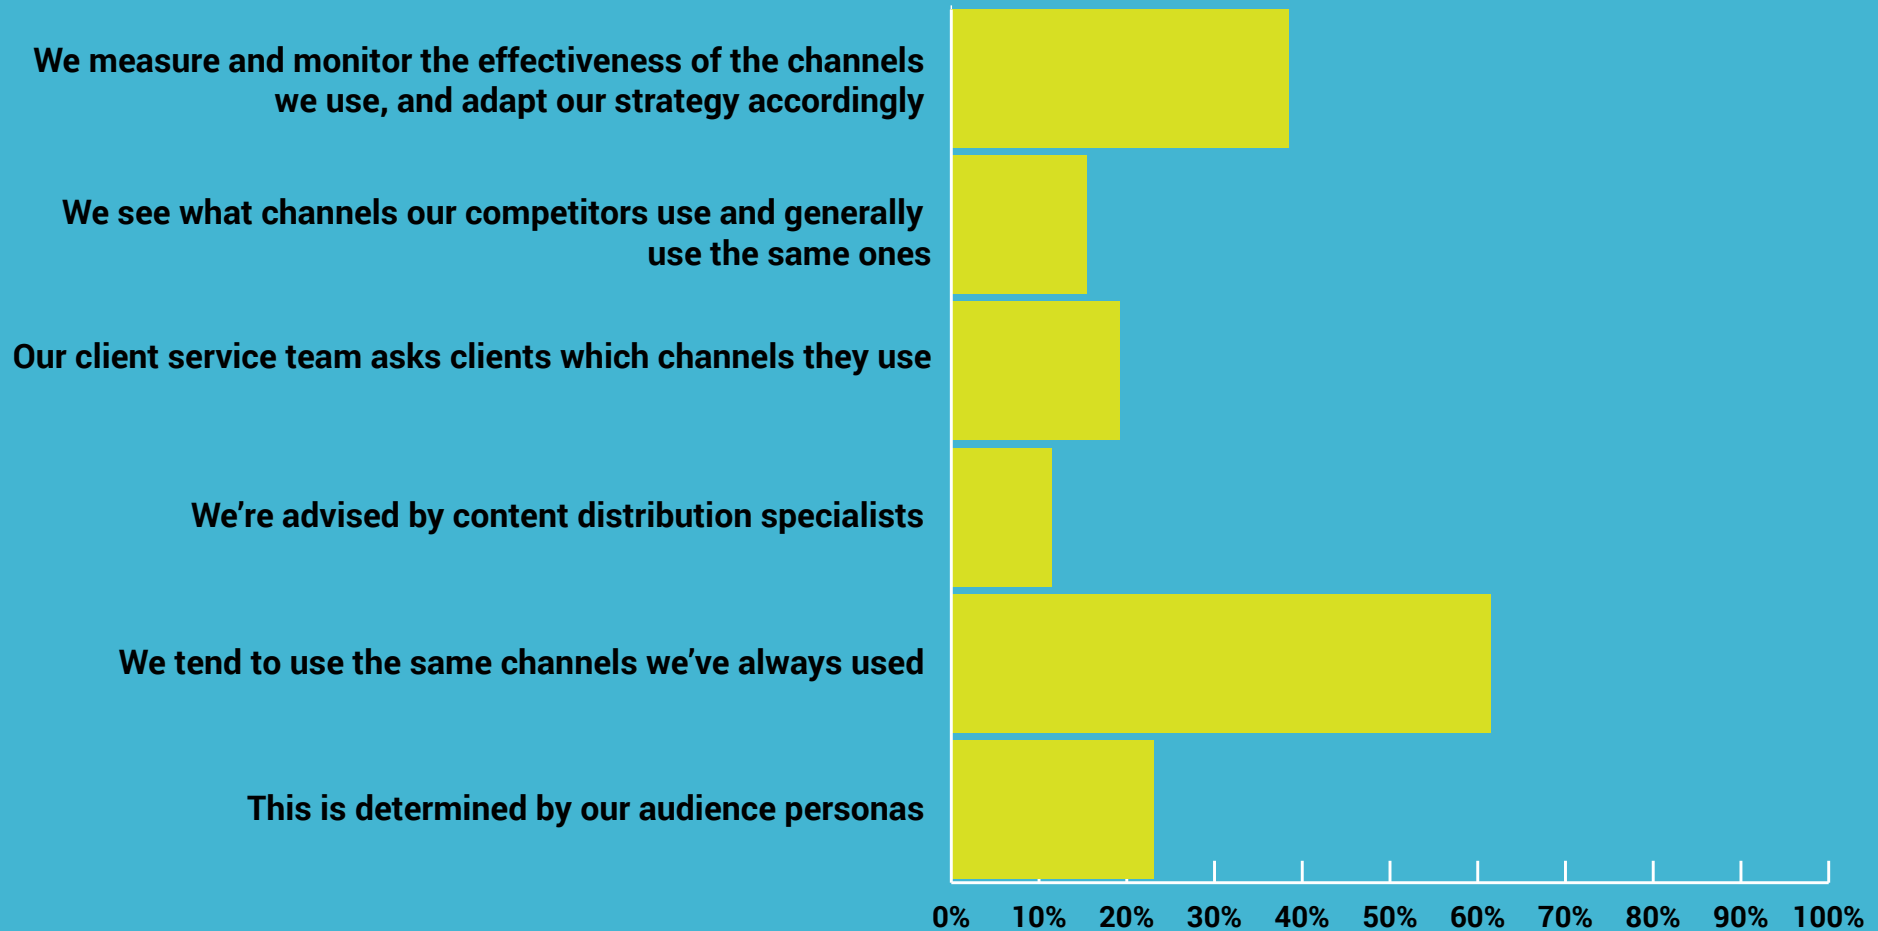 We measure and monitor the effectiveness of the channels
we use, and adapt our strategy accordingly
We see what channels our competitors use and generally
use the same ones
Our client service team asks clients which channels they use
We’re advised by content distribution specialists
We tend to use the same channels we’ve always used
This is determined by our audience personas
0% 10% 20% 30% 40% 50% 60% 70% 80% 90% 100%